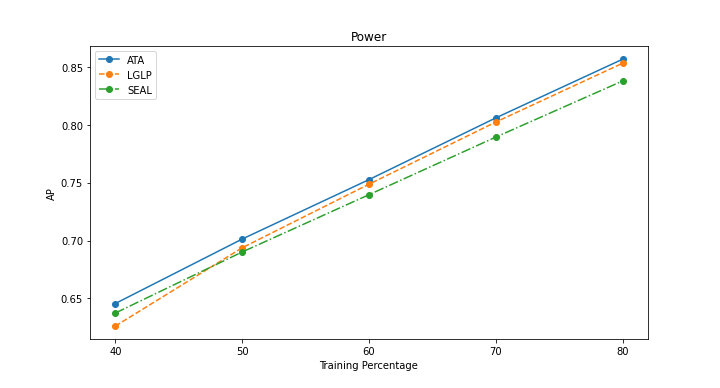 Power
ATA
LGLP
SEAL
AP
0.85
0.80
0.75
0.70
0.65
40 50 60 70 80
Training Percentage